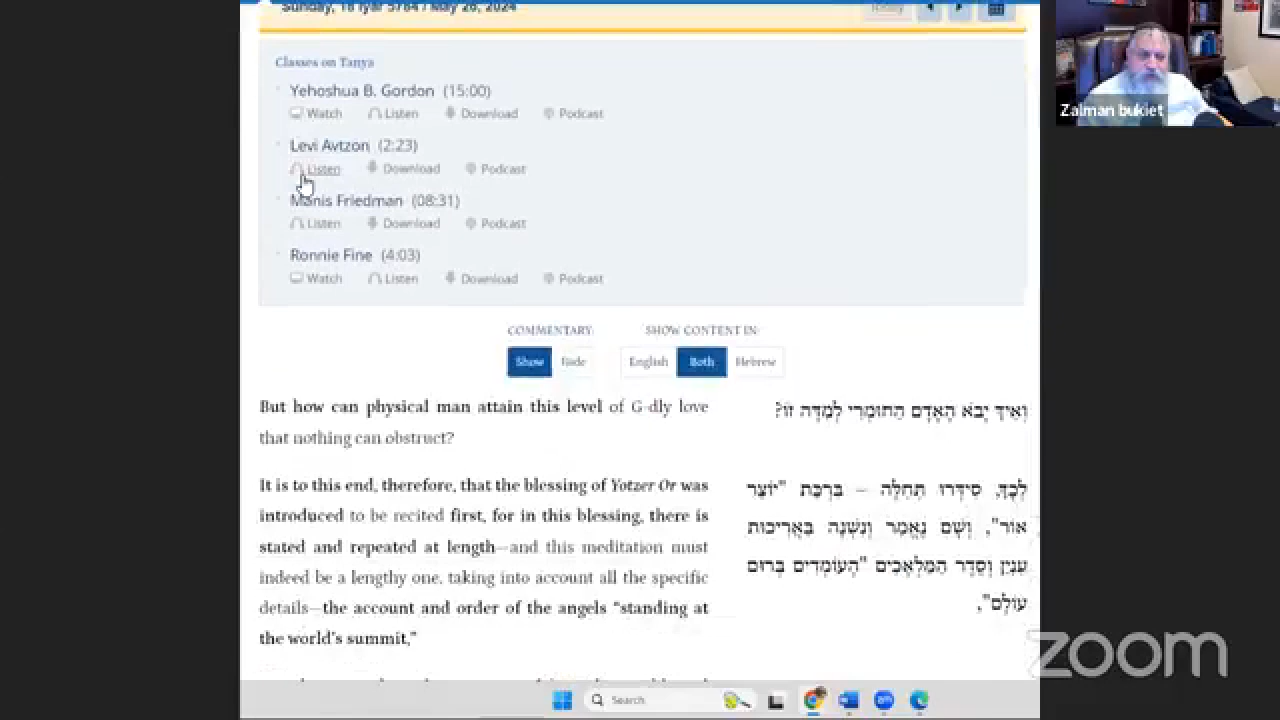 Sunday, 18 Iyar 5784 / May 26, 2024
Today
Classes on Tanya
Yehoshua B. Gordon (15:00)
Watch Listen Download Podcast
Levi Avtzon (2:23)
Listen Download Podcast
Manis Friedman (08:31)
Listen Download Podcast
Ronnie Fine (4:03)
Watch Listen Download Podcast
COMMENTARY: SHOW CONTENT IN:
Show Hide English Both Hebrew
But how can physical man attain this level of G-dly love
that nothing can obstruct?
It is to this end, therefore, that the blessing of Yotzer Or was
introduced to be recited first, for in this blessing, there is
stated and repeated at length—and this meditation must
indeed be a lengthy one, taking into account all the specific
details—the account and order of the angels “standing at
the world’s summit,”
וְאֵיךְ יָבֹא הָאָדָם הַחוּמְרִי לְמִדָּה זוֹ?
לְכָךְ, סִידְּרוּ תְּחִלָּה – בִּרְכַּת "יוֹצֵר
אוֹר", וְשָׁם נֶאֱמַר וְנִשְׁנֶה בַּאֲרִיכוּת
עִנְיַן וְסֵדֶר הַמַּלְאָכִים "הָעוֹמְדִים בְּרוּם
עוֹלָם",
Zalman bukiet
zoom
Search